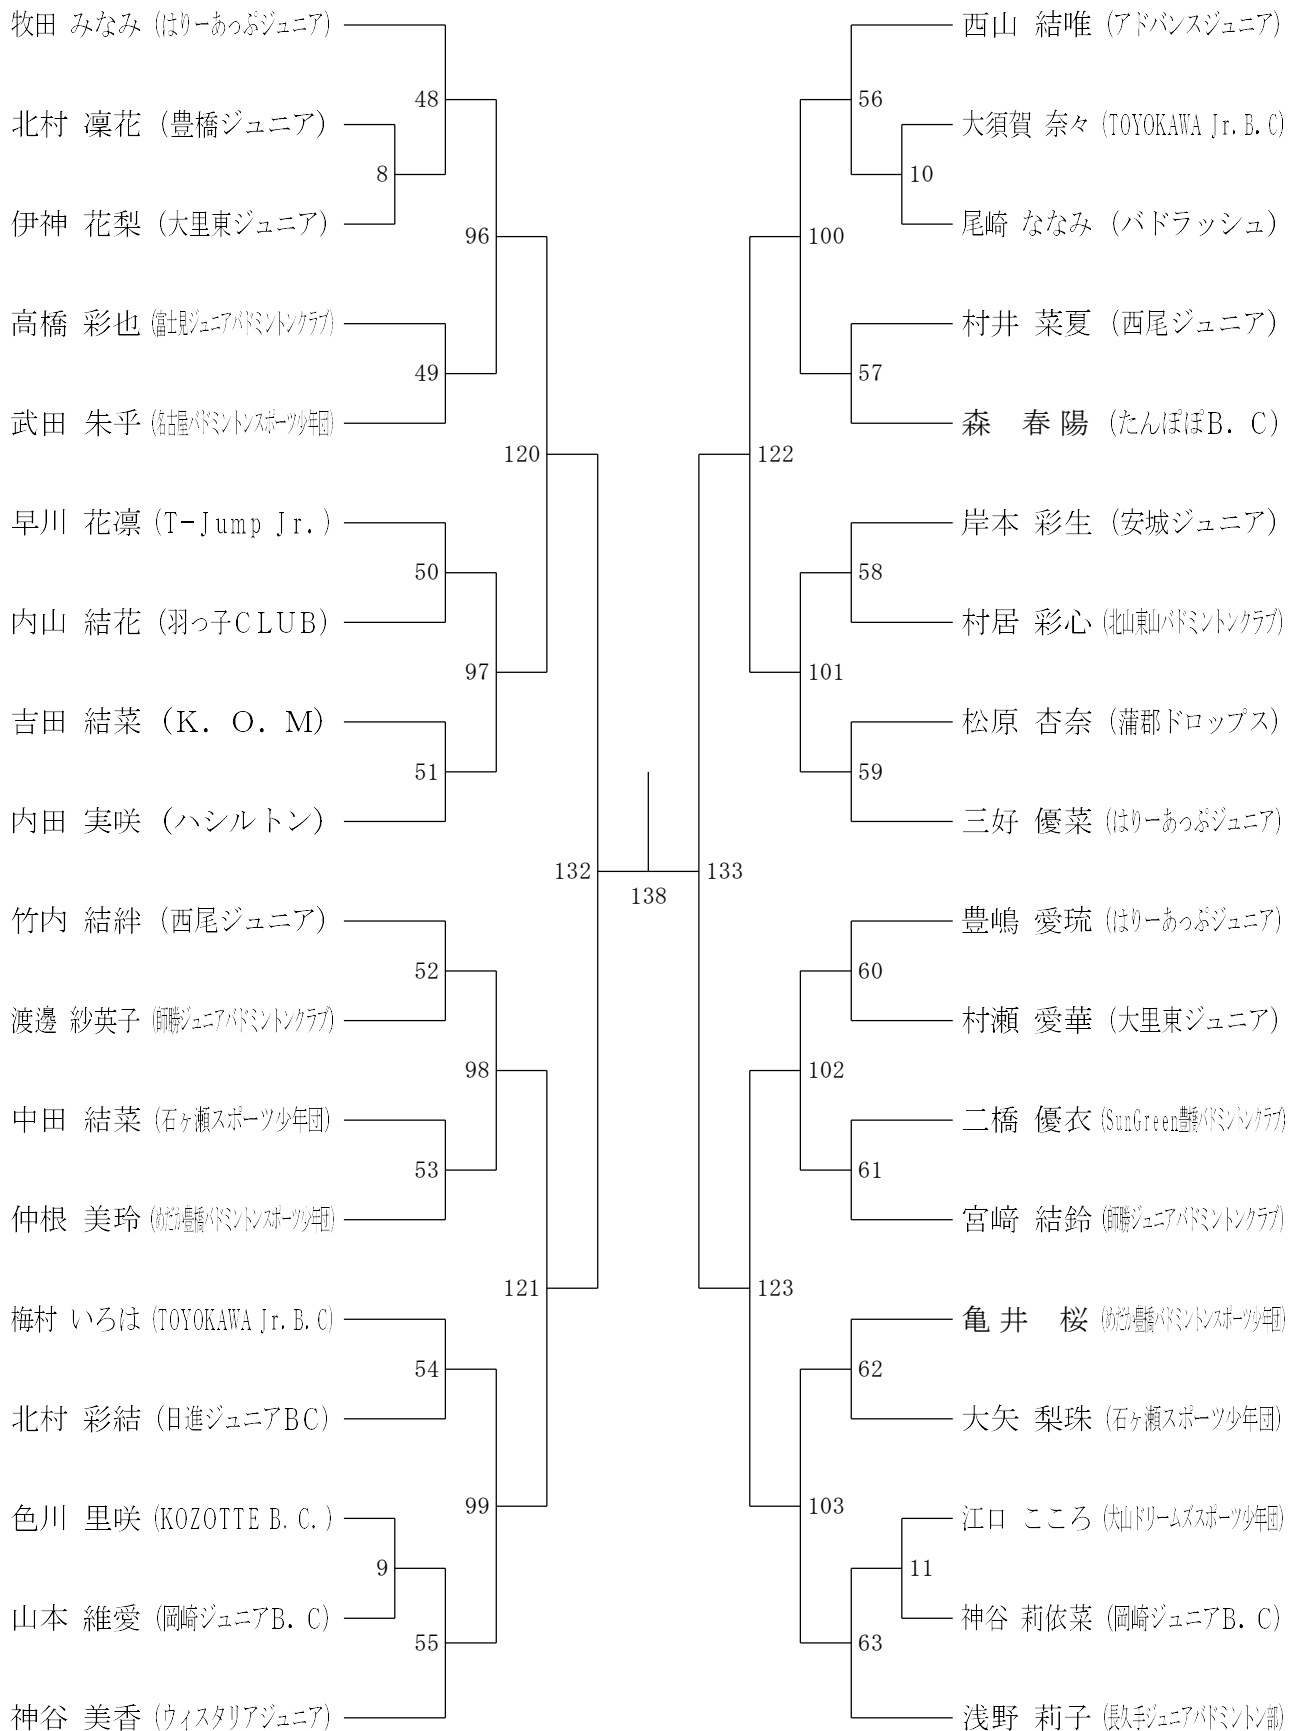 牧田 みなみ (はりーあっぷジュニア)
48
北村 凜花 (豊橋ジュニア)
8
伊神 花梨 (大里東ジュニア)
96
高橋 彩也 (富士見ジュニアバドミントンクラブ)
49
武田 朱乎 (名古屋バドミントンスポーツ少年団)
120
早川 花凛 (T-Jump Jr.)
50
内山 結花 (羽っ子CLUB)
97
吉田 結菜 (K. O. M)
51
内田 実咲 (ハシルトン)
132
竹内 結絆 (西尾ジュニア)
52
渡邊 紗英子 (師勝ジュニアバドミントンクラブ)
98
中田 結菜 (石ヶ瀬スポーツ少年団)
53
仲根 美玲 (めだか豊橋バドミントンスポーツ少年団)
121
梅村 いろは (TOYOKAWA Jr.B.C)
54
北村 彩結 (日進ジュニアBC)
99
色川 里咲 (KOZOTTE B.C.)
9
山本 維愛 (岡崎ジュニアB.C)
55
神谷 美香 (ウィスタリアジュニア)
138
西山 結唯 (アドバンスジュニア)
56
大須賀 奈々 (TOYOKAWA Jr.B.C)
10
尾崎 ななみ (バドラッシュ)
100
村井 菜夏 (西尾ジュニア)
57
森 春陽 (たんぽぽB.C)
122
岸本 彩生 (安城ジュニア)
58
村居 彩心 (北山東山バドミントンクラブ)
101
松原 杏奈 (蒲郡ドロップス)
59
三好 優菜 (はりーあっぷジュニア)
133
豊嶋 愛琉 (はりーあっぷジュニア)
60
村瀬 愛華 (大里東ジュニア)
102
二橋 優衣 (SunGreen豊橋バドミントンクラブ)
61
宮﨑 結鈴 (師勝ジュニアバドミントンクラブ)
123
亀井 桜 (めだか豊橋バドミントンスポーツ少年団)
62
大矢 梨珠 (石ヶ瀬スポーツ少年団)
103
江口 こころ (犬山ドリームズスポーツ少年団)
11
神谷 莉依菜 (岡崎ジュニアB.C)
63
浅野 莉子 (長久手ジュニアバドミントン部)